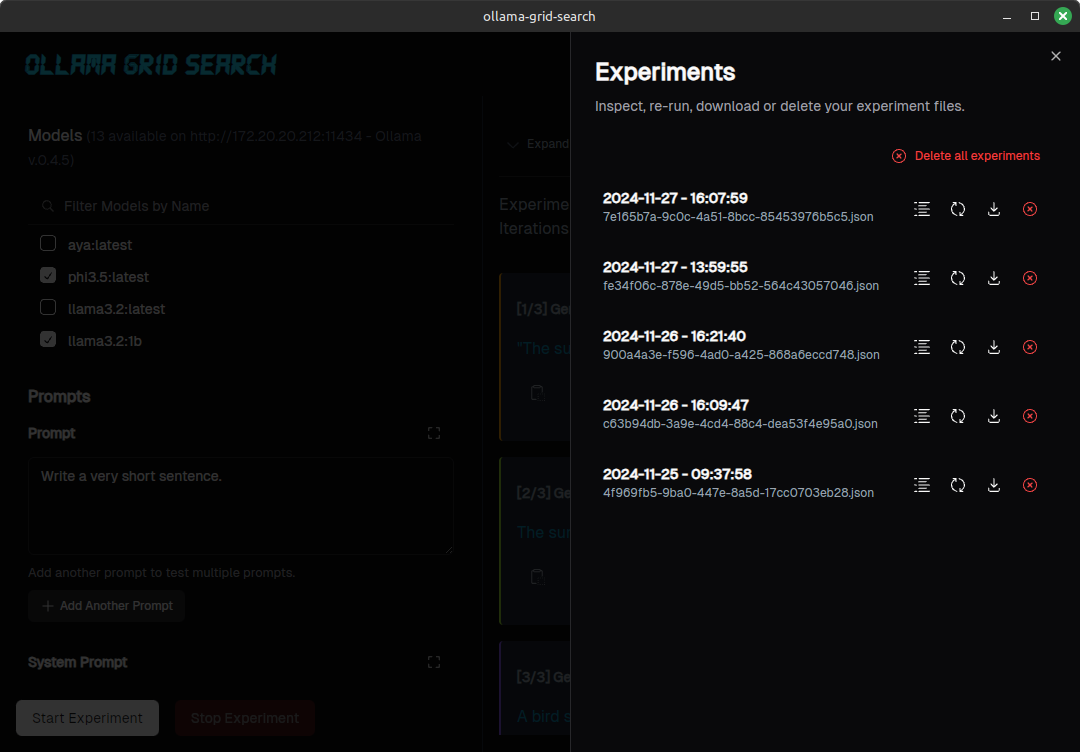 ollama-grid-search
OLLAMA GRID SEARCH
Models (13 available on http://172.20.20.212:11434 - Ollama
v.0.4.5)
Filter Models by Name
aya:latest
phi3.5:latest
llama3.2:latest
llama3.2:1b
Prompts
Prompt
Write a very short sentence.
Add another prompt to test multiple prompts.
Add Another Prompt
System Prompt
Start Experiment
Stop Experiment
Expand
Experime
Iterations
[1/3] Ge
"The su
[2/3] Ge
The sun
[3/3] Ge
A bird s
Experiments
Inspect, re-run, download or delete your experiment files.
Delete all experiments
2024-11-27 - 16:07:59
7e165b7a-9c0c-4a51-8bcc-85453976b5c5.json
2024-11-27 - 13:59:55
fe34f06c-878e-49d5-bb52-564c43057046.json
2024-11-26 - 16:21:40
900a4a3e-f596-4ad0-a425-868a6eccd748.json
2024-11-26 - 16:09:47
c63b94db-3a9e-4cd4-88c4-dea53f4e95a0.json
2024-11-25 - 09:37:58
4f969fb5-9ba0-447e-8a5d-17cc0703eb28.json